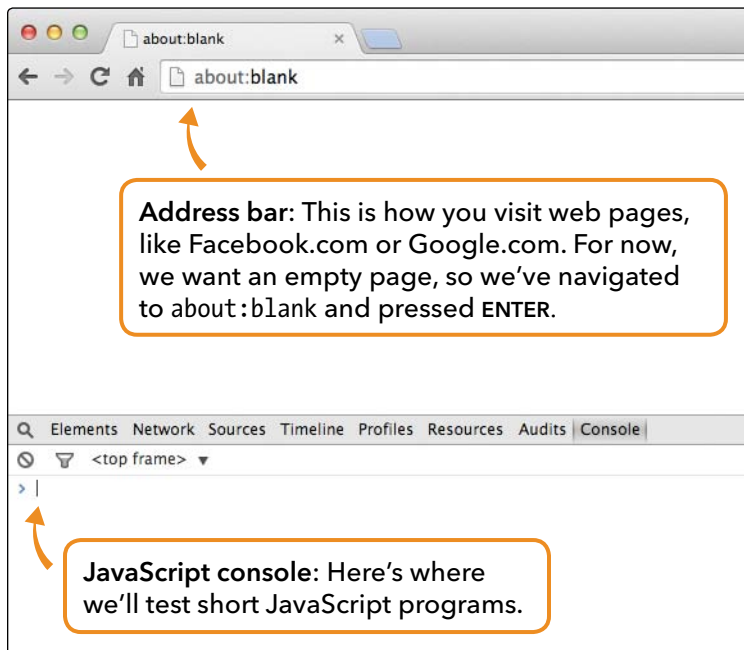 about:blank
about:blank
Address bar: This is how you visit web pages,
like Facebook.com or Google.com. For now,
we want an empty page, so we’ve navigated
to about:blank and pressed ENTER.
Elements Network Sources Timeline Profiles Resources Audits Console
<top frame>
JavaScript console: Here’s where
we’ll test short JavaScript programs.